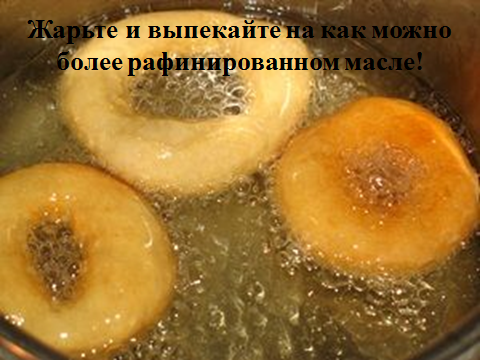 Жарьте и выпекайте на как можно
более рафинированном масле!